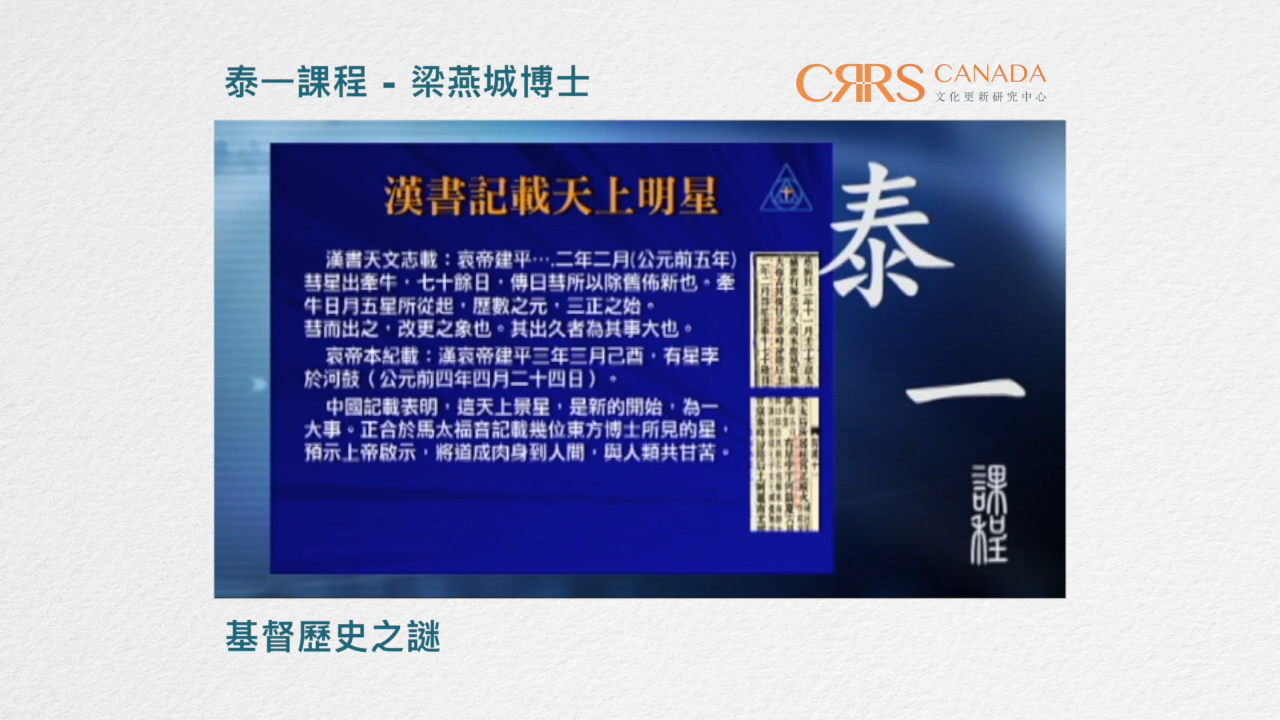 泰一課程 - 梁燕城博士
CRRS CANADA
文化更新研究中心
漢書記載天上明星
漢書天文志載：哀帝建平….二年二月(公元前五年)
彗星出牽牛，七十餘日，傳曰彗所以除舊佈新也。牽
牛日月五星所從起，歷數之元，三正之始。
彗而出之，改更之象也。其出久者為其事大也。
哀帝本紀載：漢哀帝建平三年三月己酉，有星孛
於河鼓（公元前四年四月二十四日）。
中國記載表明，這天上景星，是新的開始，為一
大事。正合於馬太福音記載幾位東方博士所見的星，
預示上帝啟示，將道成肉身到人間，與人類共甘苦。
泰
一
課程
基督歷史之謎